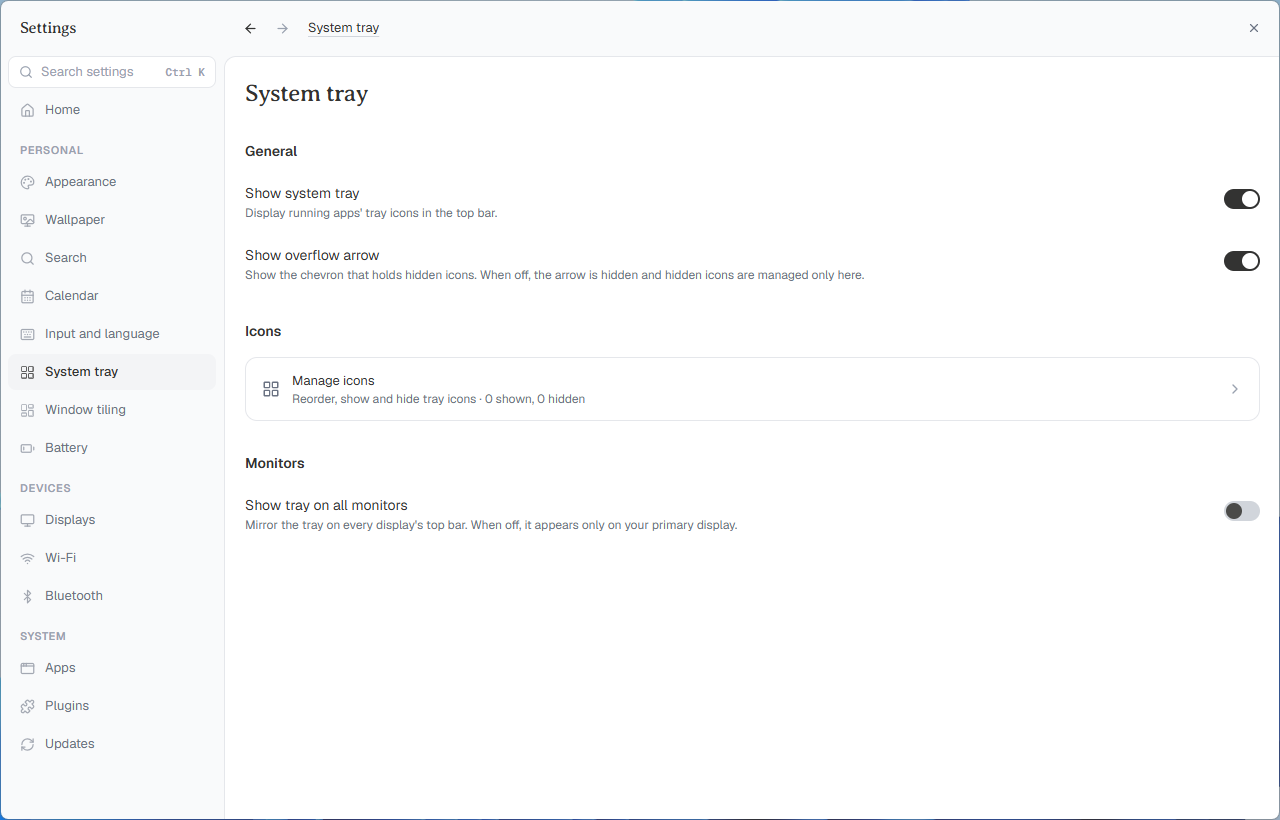 Settings
System tray
Search settings Ctrl K
Home
PERSONAL
Appearance
Wallpaper
Search
Calendar
Input and language
System tray
Window tiling
Battery
DEVICES
Displays
Wi-Fi
Bluetooth
SYSTEM
Apps
Plugins
Updates
System tray
General
Show system tray
Display running apps' tray icons in the top bar.
Show overflow arrow
Show the chevron that holds hidden icons. When off, the arrow is hidden and hidden icons are managed only here.
Icons
Manage icons
Reorder, show and hide tray icons · 0 shown, 0 hidden
Monitors
Show tray on all monitors
Mirror the tray on every display's top bar. When off, it appears only on your primary display.